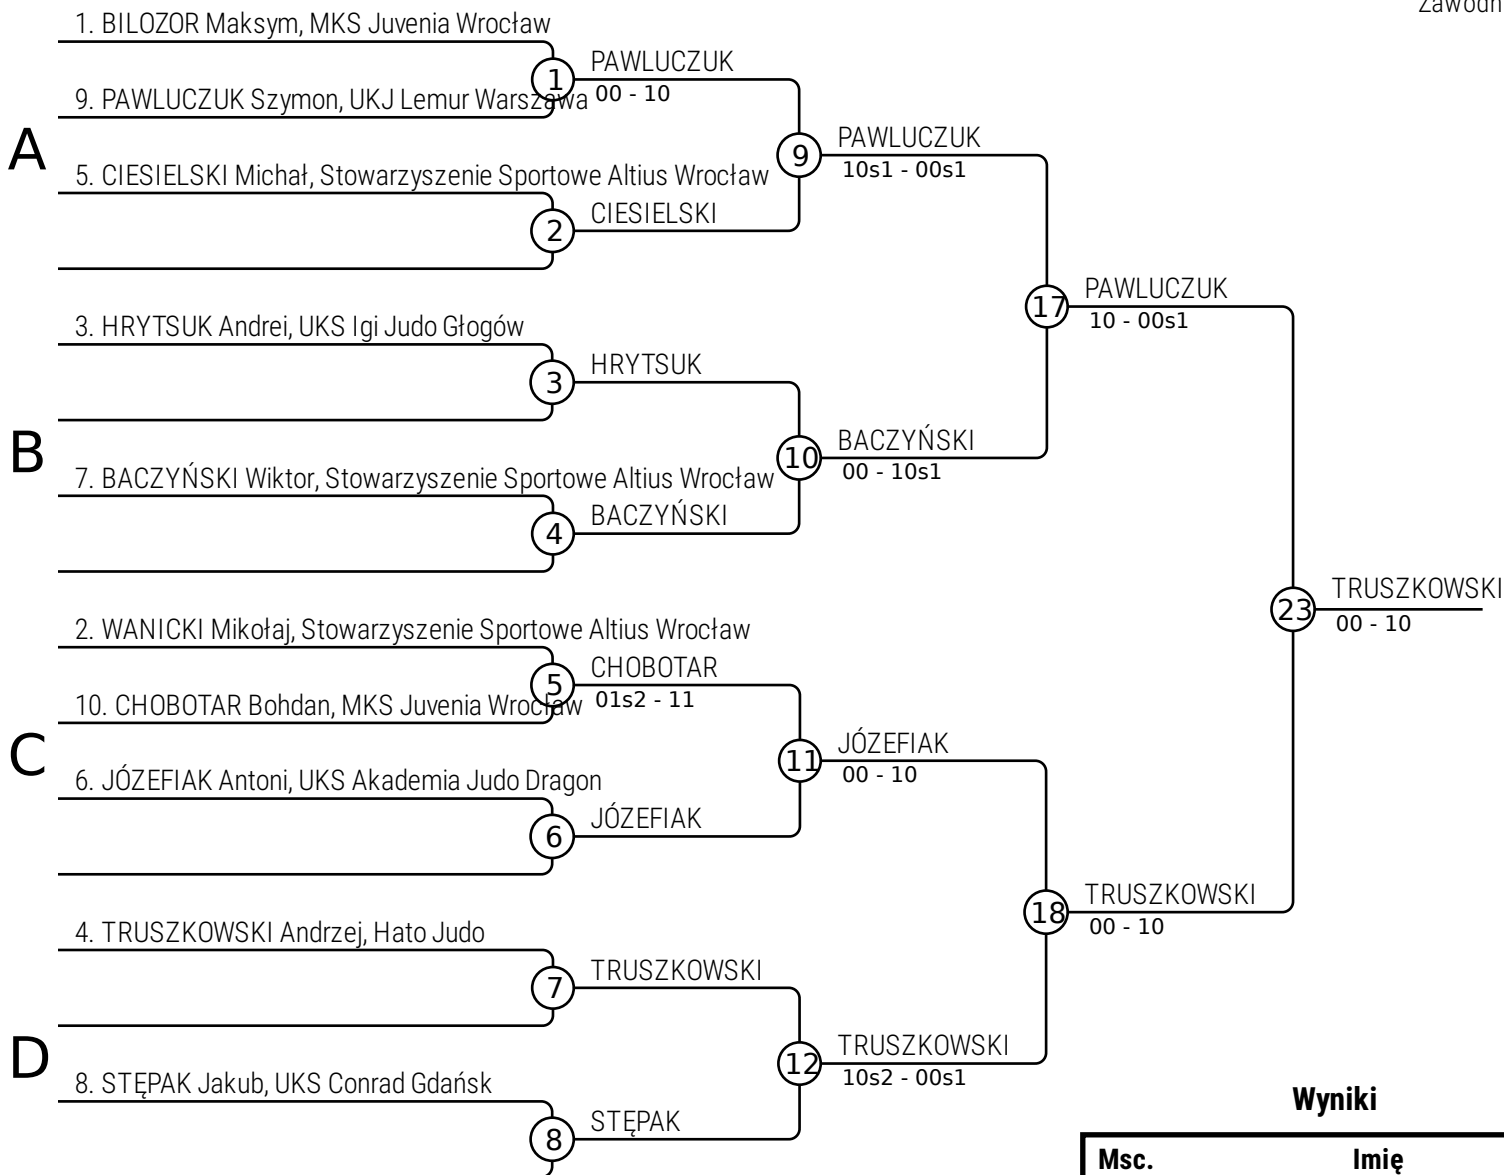 Zawodn
1. BILOZOR Maksym, MKS Juvenia Wrocław
1
PAWLUCZUK
00 - 10
9. PAWLUCZUK Szymon, UKJ Lemur Warszawa
A
9
PAWLUCZUK
10s1 - 00s1
5. CIESIELSKI Michał, Stowarzyszenie Sportowe Altius Wrocław
2
CIESIELSKI
17
PAWLUCZUK
10 - 00s1
3. HRYTSUK Andrei, UKS Igi Judo Głogów
3
HRYTSUK
B
10
BACZYŃSKI
00 - 10s1
7. BACZYŃSKI Wiktor, Stowarzyszenie Sportowe Altius Wrocław
4
BACZYŃSKI
23
TRUSZKOWSKI
00 - 10
2. WANICKI Mikołaj, Stowarzyszenie Sportowe Altius Wrocław
5
CHOBOTAR
01s2 - 11
10. CHOBOTAR Bohdan, MKS Juvenia Wrocław
C
11
JÓZEFIAK
00 - 10
6. JÓZEFIAK Antoni, UKS Akademia Judo Dragon
6
JÓZEFIAK
18
TRUSZKOWSKI
00 - 10
4. TRUSZKOWSKI Andrzej, Hato Judo
7
TRUSZKOWSKI
D
12
TRUSZKOWSKI
10s2 - 00s1
8. STĘPAK Jakub, UKS Conrad Gdańsk
8
STĘPAK
Wyniki
Msc. Imię